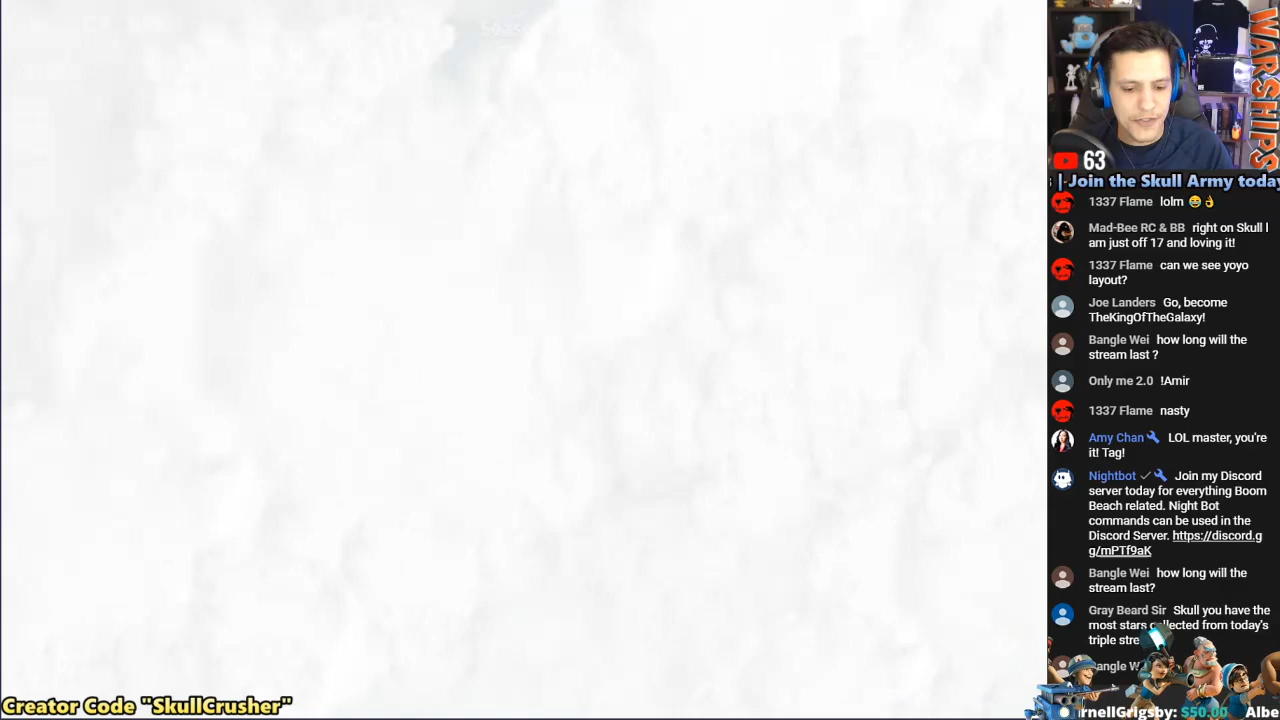 WARSHIPS
63
| Join the Skull Army today
1337 Flame lolm 😂👌
Mad-Bee RC & BB right on Skull I
am just off 17 and loving it!
1337 Flame can we see yoyo
layout?
Joe Landers Go, become
TheKingOfTheGalaxy!
Bangle Wei how long will the
stream last ?
Only me 2.0 !Amir
1337 Flame nasty
Amy Chan LOL master, you're
it! Tag!
Nightbot Join my Discord
server today for everything Boom
Beach related. Night Bot
commands can be used in the
Discord Server. https://discord.g
g/mPTf9aK
Bangle Wei how long will the
stream last?
Gray Beard Sir Skull you have the
most stars collected from today's
triple stre
angle W
Creator Code "SkullCrusher"
rnellGrigsby: $50.00 Albe